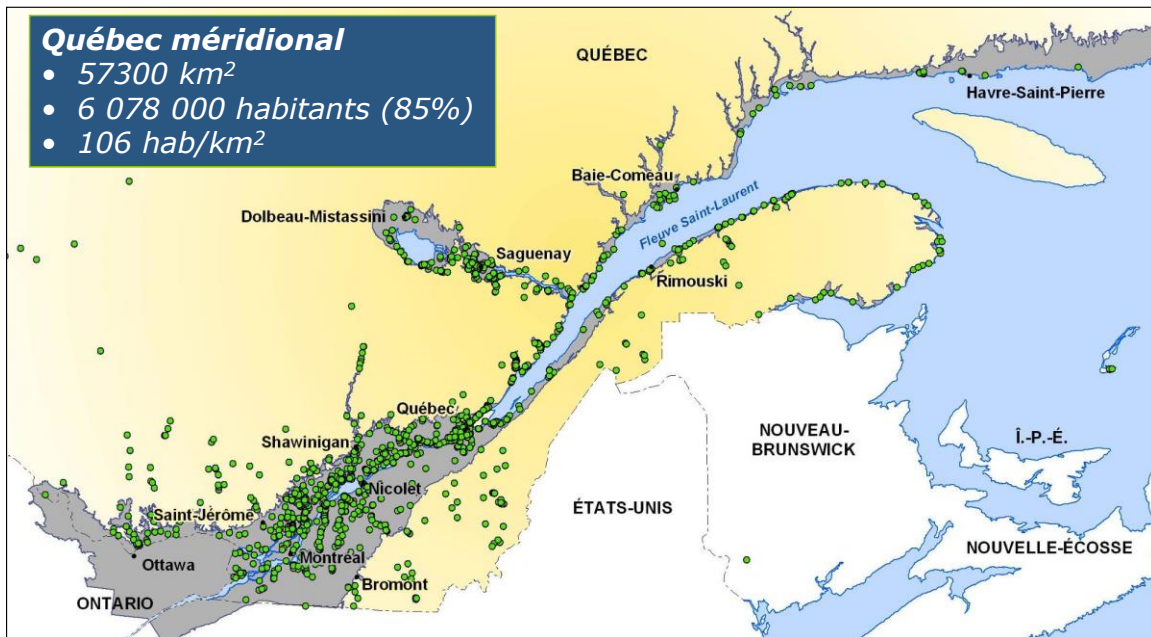 Québec méridional
• 57300 km²
• 6 078 000 habitants (85%)
• 106 hab/km²
QUÉBEC
Havre-Saint-Pierre
Baie-Comeau
Fleuve Saint-Laurent
Dolbeau-Mistassini
Saguenay
Rimouski
Québec
Shawinigan
NOUVEAU-
BRUNSWICK
Î.-P.-É.
Nicolet
Saint-Jérôme
ÉTATS-UNIS
Montréal
NOUVELLE-ÉCOSSE
Ottawa
Bromont
ONTARIO